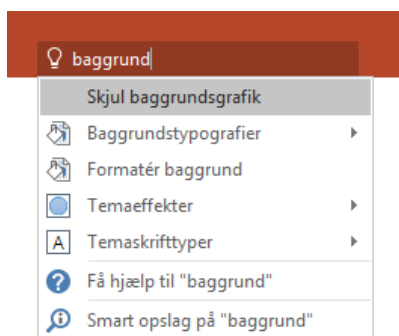 baggrund
Skjul baggrundsgrafik
Baggrundstypografier
Formatér baggrund
Temaeffekter
A Temaskrifttyper
Få hjælp til "baggrund"
Smart opslag på "baggrund"